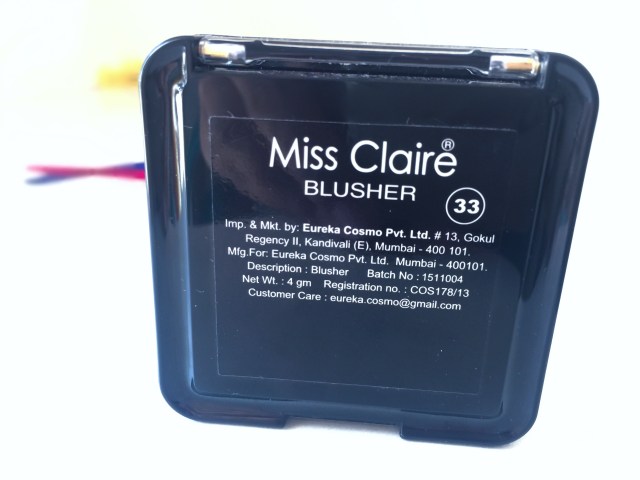 Miss Claire®
BLUSHER
33
Imp. & Mkt. by: Eureka Cosmo Pvt. Ltd. # 13, Gokul
Regency II, Kandivali (E), Mumbai - 400 101.
Mfg.For: Eureka Cosmo Pvt. Ltd. Mumbai - 400101.
Description : Blusher Batch No : 1511004
Net Wt. : 4 gm Registration no. : COS178/13
Customer Care : eureka.cosmo@gmail.com